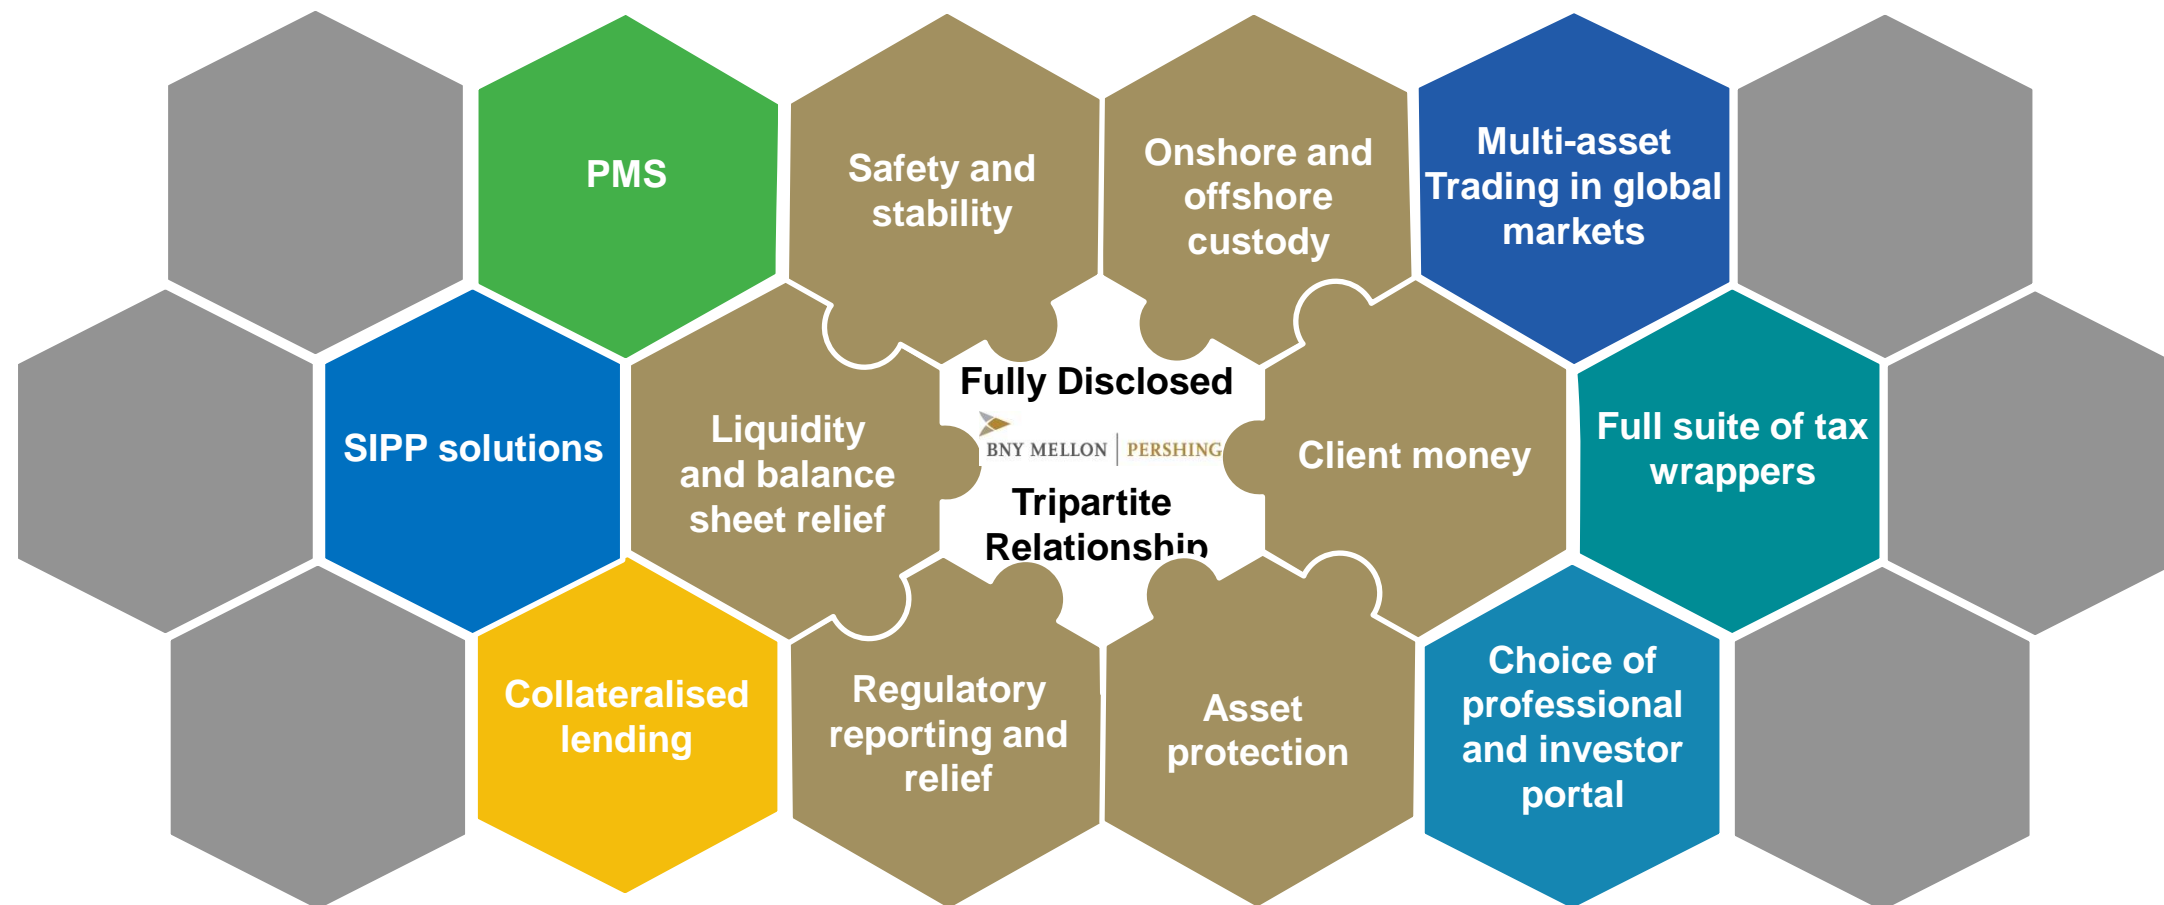 PMS
Safety and
stability
Onshore and
offshore
custody
Multi-asset
Trading in global
markets
SIPP solutions
Liquidity
and balance
sheet relief
Fully Disclosed
BNY MELLON | PERSHING
Tripartite
Relationship
Client money
Full suite of tax
wrappers
Collateralised
lending
Regulatory
reporting and
relief
Asset
protection
Choice of
professional
and investor
portal